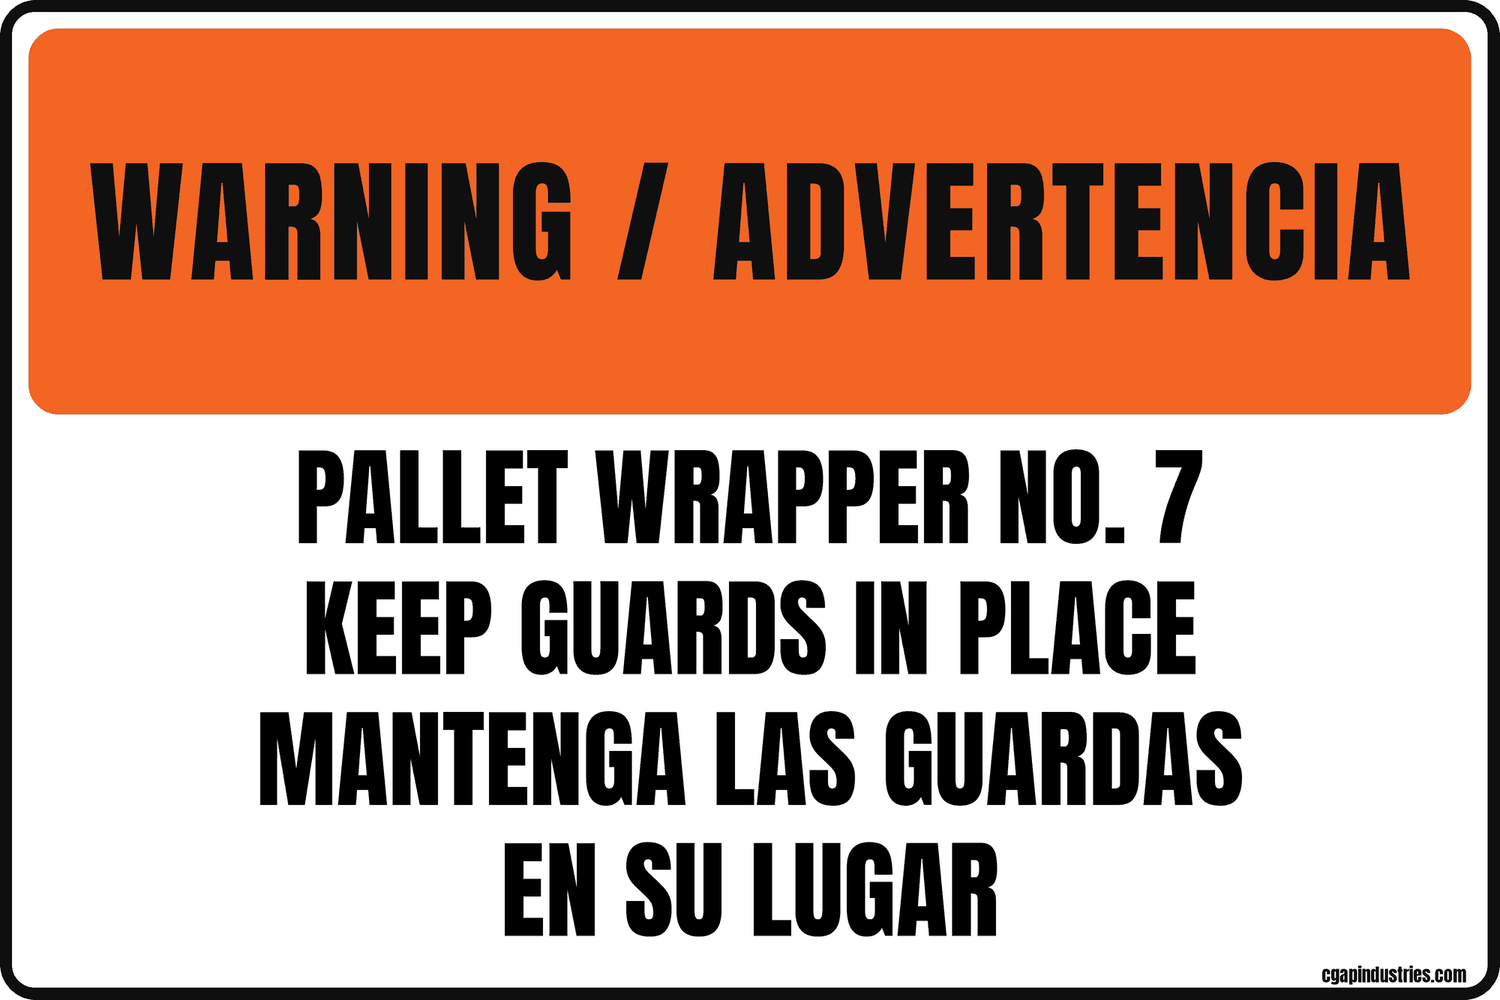 WARNING / ADVERTENCIA
PALLET WRAPPER NO. 7
KEEP GUARDS IN PLACE
MANTENGA LAS GUARDAS
EN SU LUGAR
cgapindustries.com